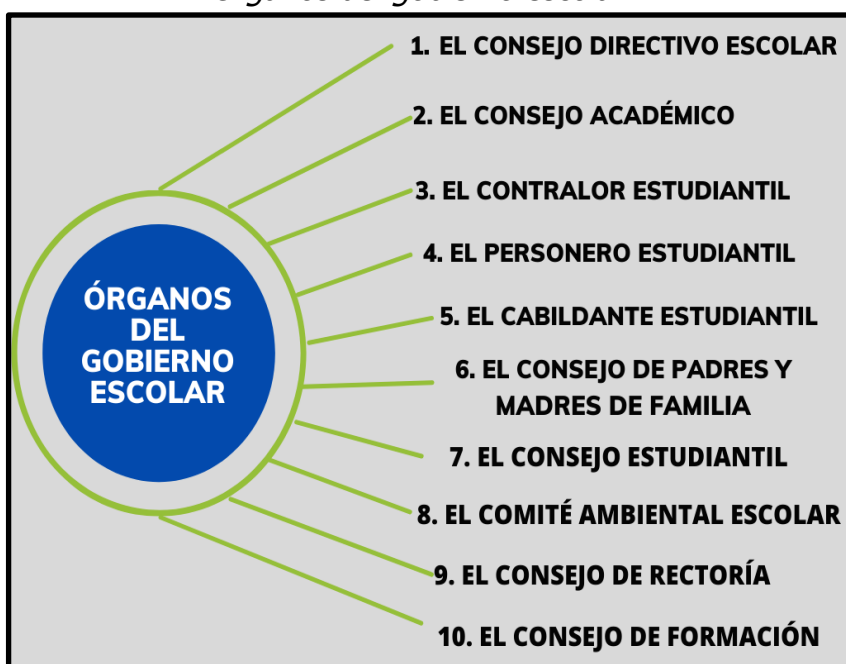 1. EL CONSEJO DIRECTIVO ESCOLAR
2. EL CONSEJO ACADÉMICO
3. EL CONTRALOR ESTUDIANTIL
4. EL PERSONERO ESTUDIANTIL
ÓRGANOS
DEL
GOBIERNO
ESCOLAR
5. EL CABILDANTE ESTUDIANTIL
6. EL CONSEJO DE PADRES Y
MADRES DE FAMILIA
7. EL CONSEJO ESTUDIANTIL
8. EL COMITÉ AMBIENTAL ESCOLAR
9. EL CONSEJO DE RECTORÍA
10. EL CONSEJO DE FORMACIÓN